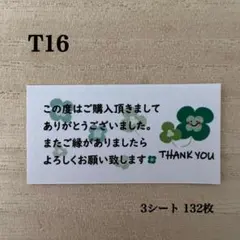 T16
この度はご購入頂きまして
ありがとうございました。
またご縁がありましたら
よろしくお願い致します
THANK YOU
3シート 132枚